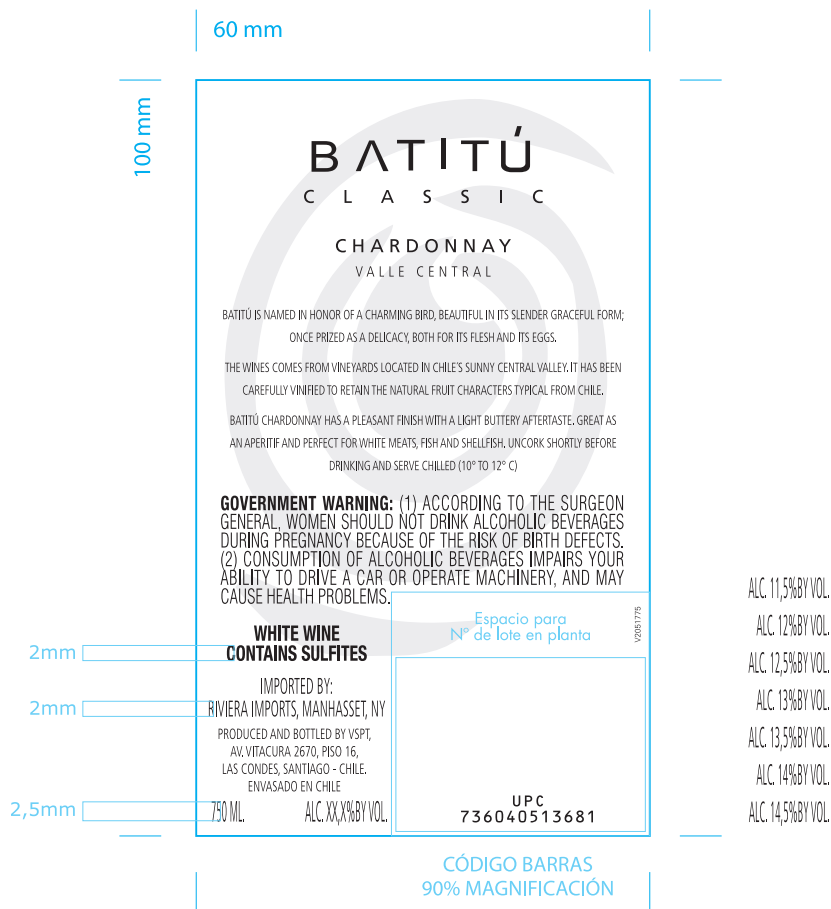 60 mm
100 mm
BATITÚ
CLASSIC
CHARDONNAY
VALLE CENTRAL
BATITÚ IS NAMED IN HONOR OF A CHARMING BIRD, BEAUTIFUL IN ITS SLENDER GRACEFUL FORM;
ONCE PRIZED AS A DELICACY, BOTH FOR ITS FLESH AND ITS EGGS.
THE WINES COMES FROM VINEYARDS LOCATED IN CHILE'S SUNNY CENTRAL VALLEY. IT HAS BEEN
CAREFULLY VINIFIED TO RETAIN THE NATURAL FRUIT CHARACTERS TYPICAL FROM CHILE.
BATITÚ CHARDONNAY HAS A PLEASANT FINISH WITH A LIGHT BUTTERY AFTERTASTE. GREAT AS
AN APERITIF AND PERFECT FOR WHITE MEATS, FISH AND SHELLFISH. UNCORK SHORTLY BEFORE
DRINKING AND SERVE CHILLED (10° TO 12° C)
GOVERNMENT WARNING: (1) ACCORDING TO THE SURGEON
GENERAL, WOMEN SHOULD NOT DRINK ALCOHOLIC BEVERAGES
DURING PREGNANCY BECAUSE OF THE RISK OF BIRTH DEFECTS.
(2) CONSUMPTION OF ALCOHOLIC BEVERAGES IMPAIRS YOUR
ABILITY TO DRIVE A CAR OR OPERATE MACHINERY, AND MAY
CAUSE HEALTH PROBLEMS.
WHITE WINE
CONTAINS SULFITES
2mm
IMPORTED BY:
RIVIERA IMPORTS, MANHASSET, NY
2mm
PRODUCED AND BOTTLED BY VSPT,
AV. VITACURA 2670, PISO 16,
LAS CONDES, SANTIAGO - CHILE.
ENVASADO EN CHILE
2,5mm
750 ML. ALC. XX,X%BY VOL.
Espacio para
N° de lote en planta
V2051775
UPC
736040513681
CÓDIGO BARRAS
90% MAGNIFICACIÓN
ALC. 11,5%BY VOL.
ALC. 12%BY VOL.
ALC. 12,5%BY VOL.
ALC. 13%BY VOL.
ALC. 13,5%BY VOL.
ALC. 14%BY VOL.
ALC. 14,5%BY VOL.